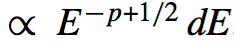 ∝ E^{−p+1/2} dE